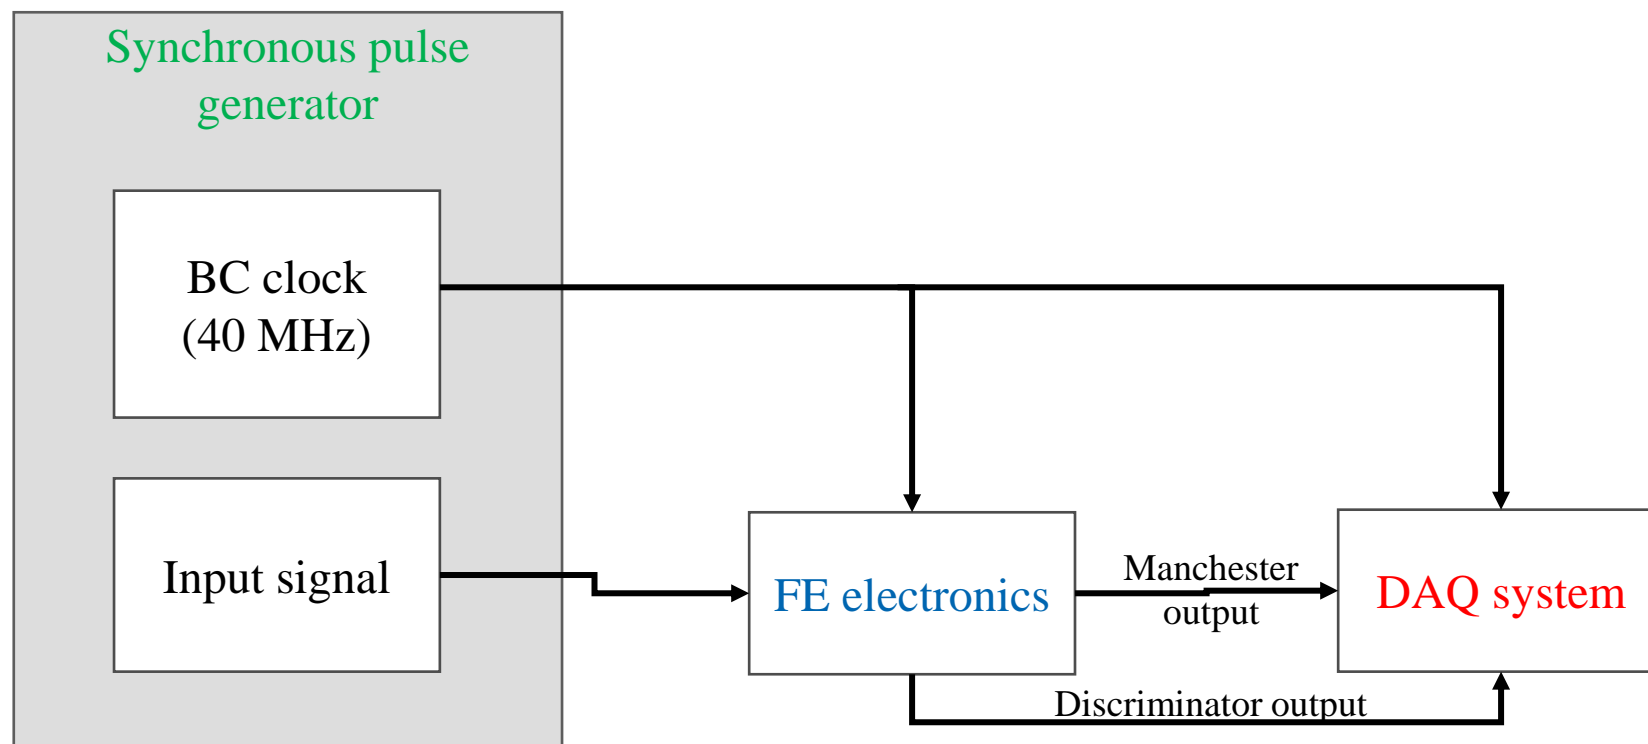 Synchronous pulse
generator
BC clock
(40 MHz)
Input signal
FE electronics
Manchester
output
DAQ system
Discriminator output